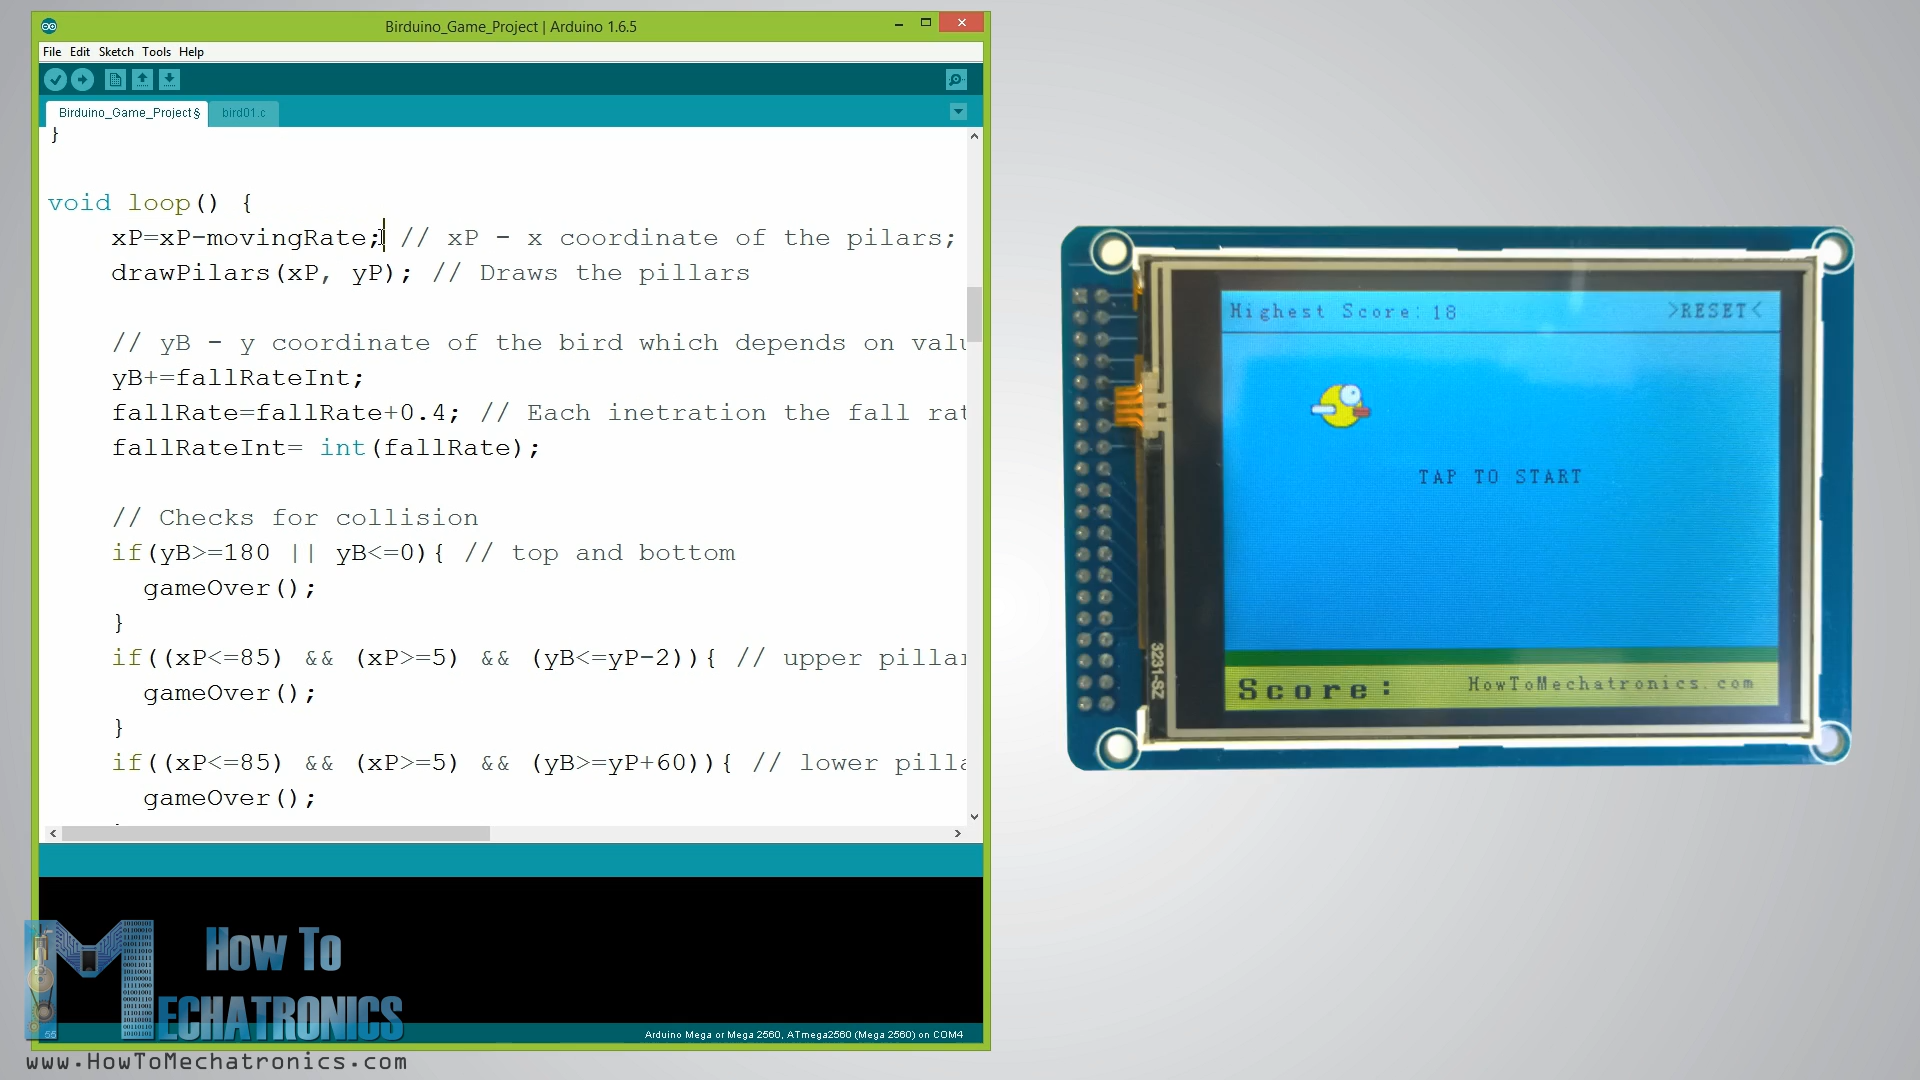 Birduino_Game_Project | Arduino 1.6.5
File Edit Sketch Tools Help
Birduino_Game_Project§ bird01.c
}
void loop() {
xP=xP-movingRate; // xP - x coordinate of the pilars;
drawPilars(xP, yP); // Draws the pillars
// yB - y coordinate of the bird which depends on valu
yB+=fallRateInt;
fallRate=fallRate+0.4; // Each inetration the fall rat
fallRateInt= int(fallRate);
// Checks for collision
if(yB>=180 || yB<=0){ // top and bottom
gameOver();
}
if((xP<=85) && (xP>=5) && (yB<=yP-2)){ // upper pillar
gameOver();
}
if((xP<=85) && (xP>=5) && (yB>=yP+60)){ // lower pilla
gameOver();
55
Arduino Mega or Mega 2560, ATmega2560 (Mega 2560) on COM4
How To
MECHATRONICS
www.HowToMechatronics.com
Highest Score: 18 >RESET<
TAP TO START
Score: HowToMechatronics.com
3231-SZ